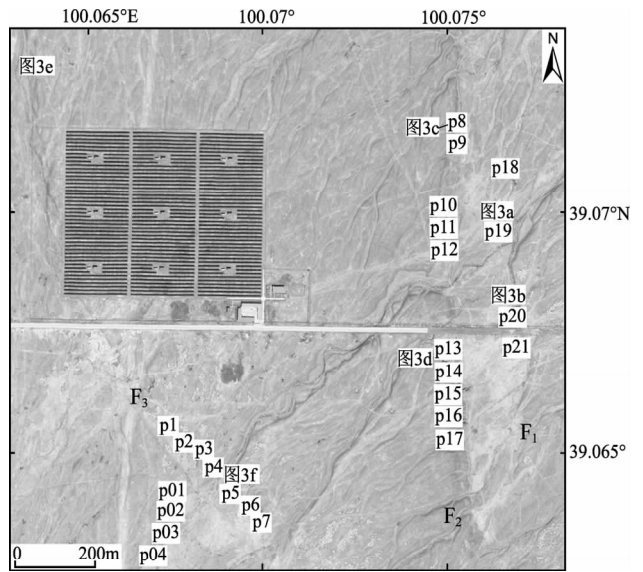 100.065°E 100.07° 100.075°
N
图3e
图3c p8
p9
p18
p10
图3a
39.07°N
p11
p19
p12
图3b
p20
p13
p21
图3d
p14
p15
F3
p16
p1
F1
p2
p17
p3
39.065°
p4
图3f
p01
p5
p02
p6
F2
p7
p03
p04
0 200m